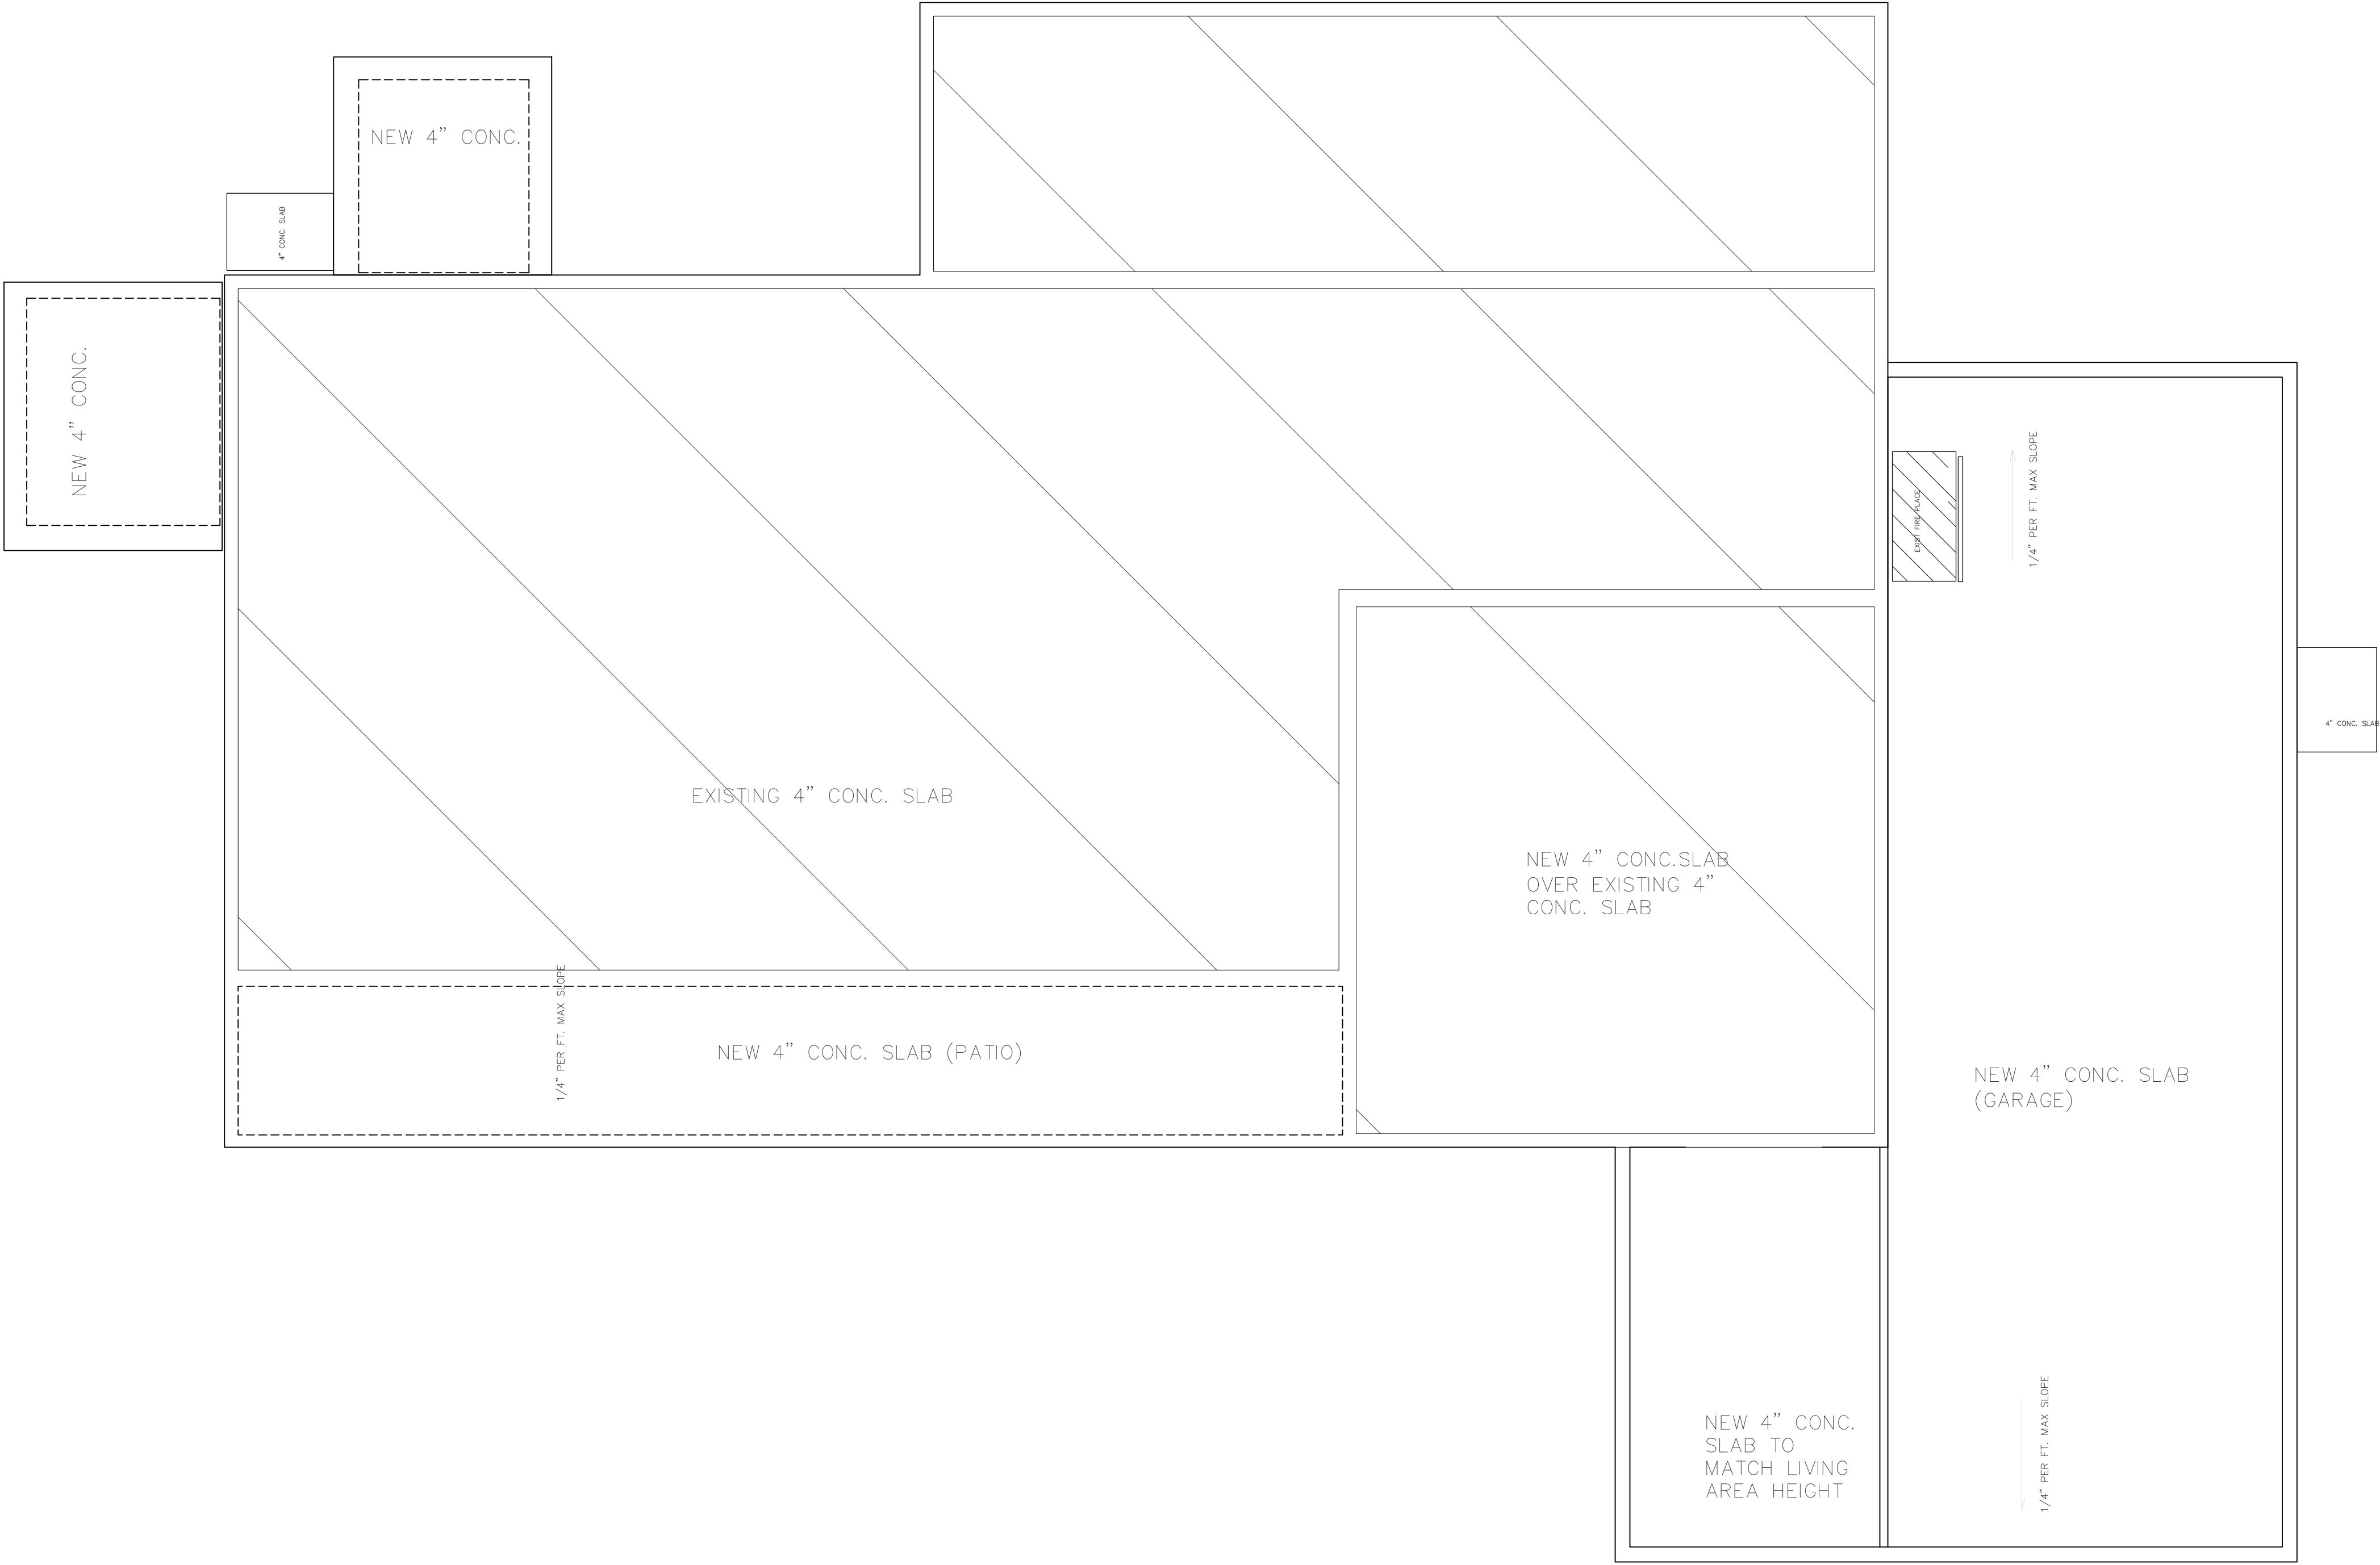 NEW 4" CONC.
4" CONC. SLAB
NEW 4" CONC.
EXIST FIRE PLACE
1/4" PER FT. MAX SLOPE
4" CONC. SLAB
EXISTING 4" CONC. SLAB
NEW 4" CONC.SLAB
OVER EXISTING 4"
CONC. SLAB
1/4" PER FT. MAX SLOPE
NEW 4" CONC. SLAB (PATIO)
NEW 4" CONC. SLAB
(GARAGE)
NEW 4" CONC.
SLAB TO
MATCH LIVING
AREA HEIGHT
1/4" PER FT. MAX SLOPE